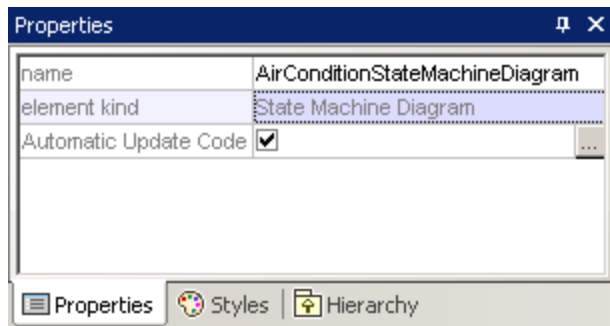 Properties
name AirConditionStateMachineDiagram
element kind State Machine Diagram
Automatic Update Code ...
Properties Styles Hierarchy